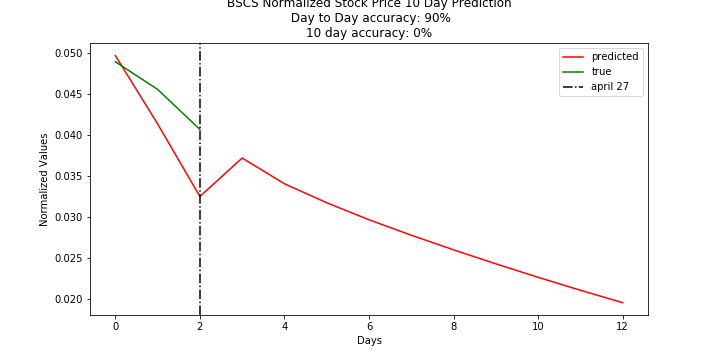 BSCS Normalized Stock Price 10 Day Prediction
Day to Day accuracy: 90%
10 day accuracy: 0%
predicted
true
april 27
0.050
0.045
0.040
0.035
0.030
0.025
0.020
Normalized Values
0 2 4 6 8 10 12
Days